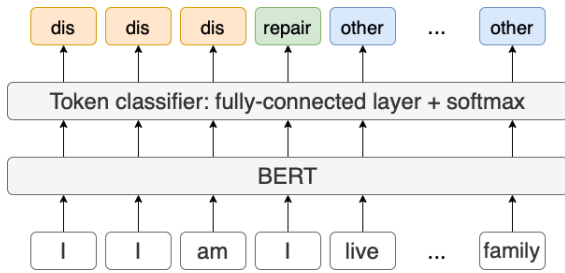 dis dis dis repair other ... other
Token classifier: fully-connected layer + softmax
BERT
I I am I live ... family